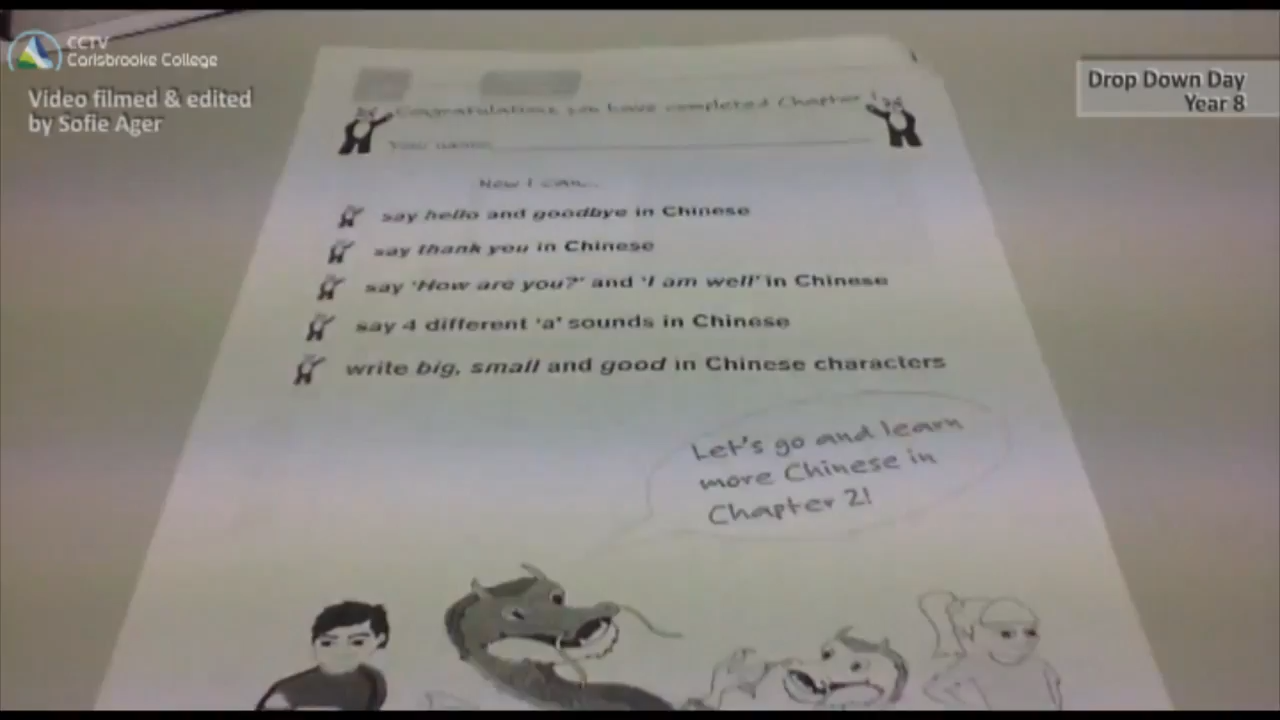 CCTV
Carisbrooke College
Video filmed & edited
by Sofie Ager
Drop Down Day
Year 8
Congratulations you have completed Chapter 1
Your name
Now I can...
say hello and goodbye in Chinese
say thank you in Chinese
say 'How are you?' and 'I am well' in Chinese
say 4 different 'a' sounds in Chinese
write big, small and good in Chinese characters
Let's go and learn
more Chinese in
Chapter 2!